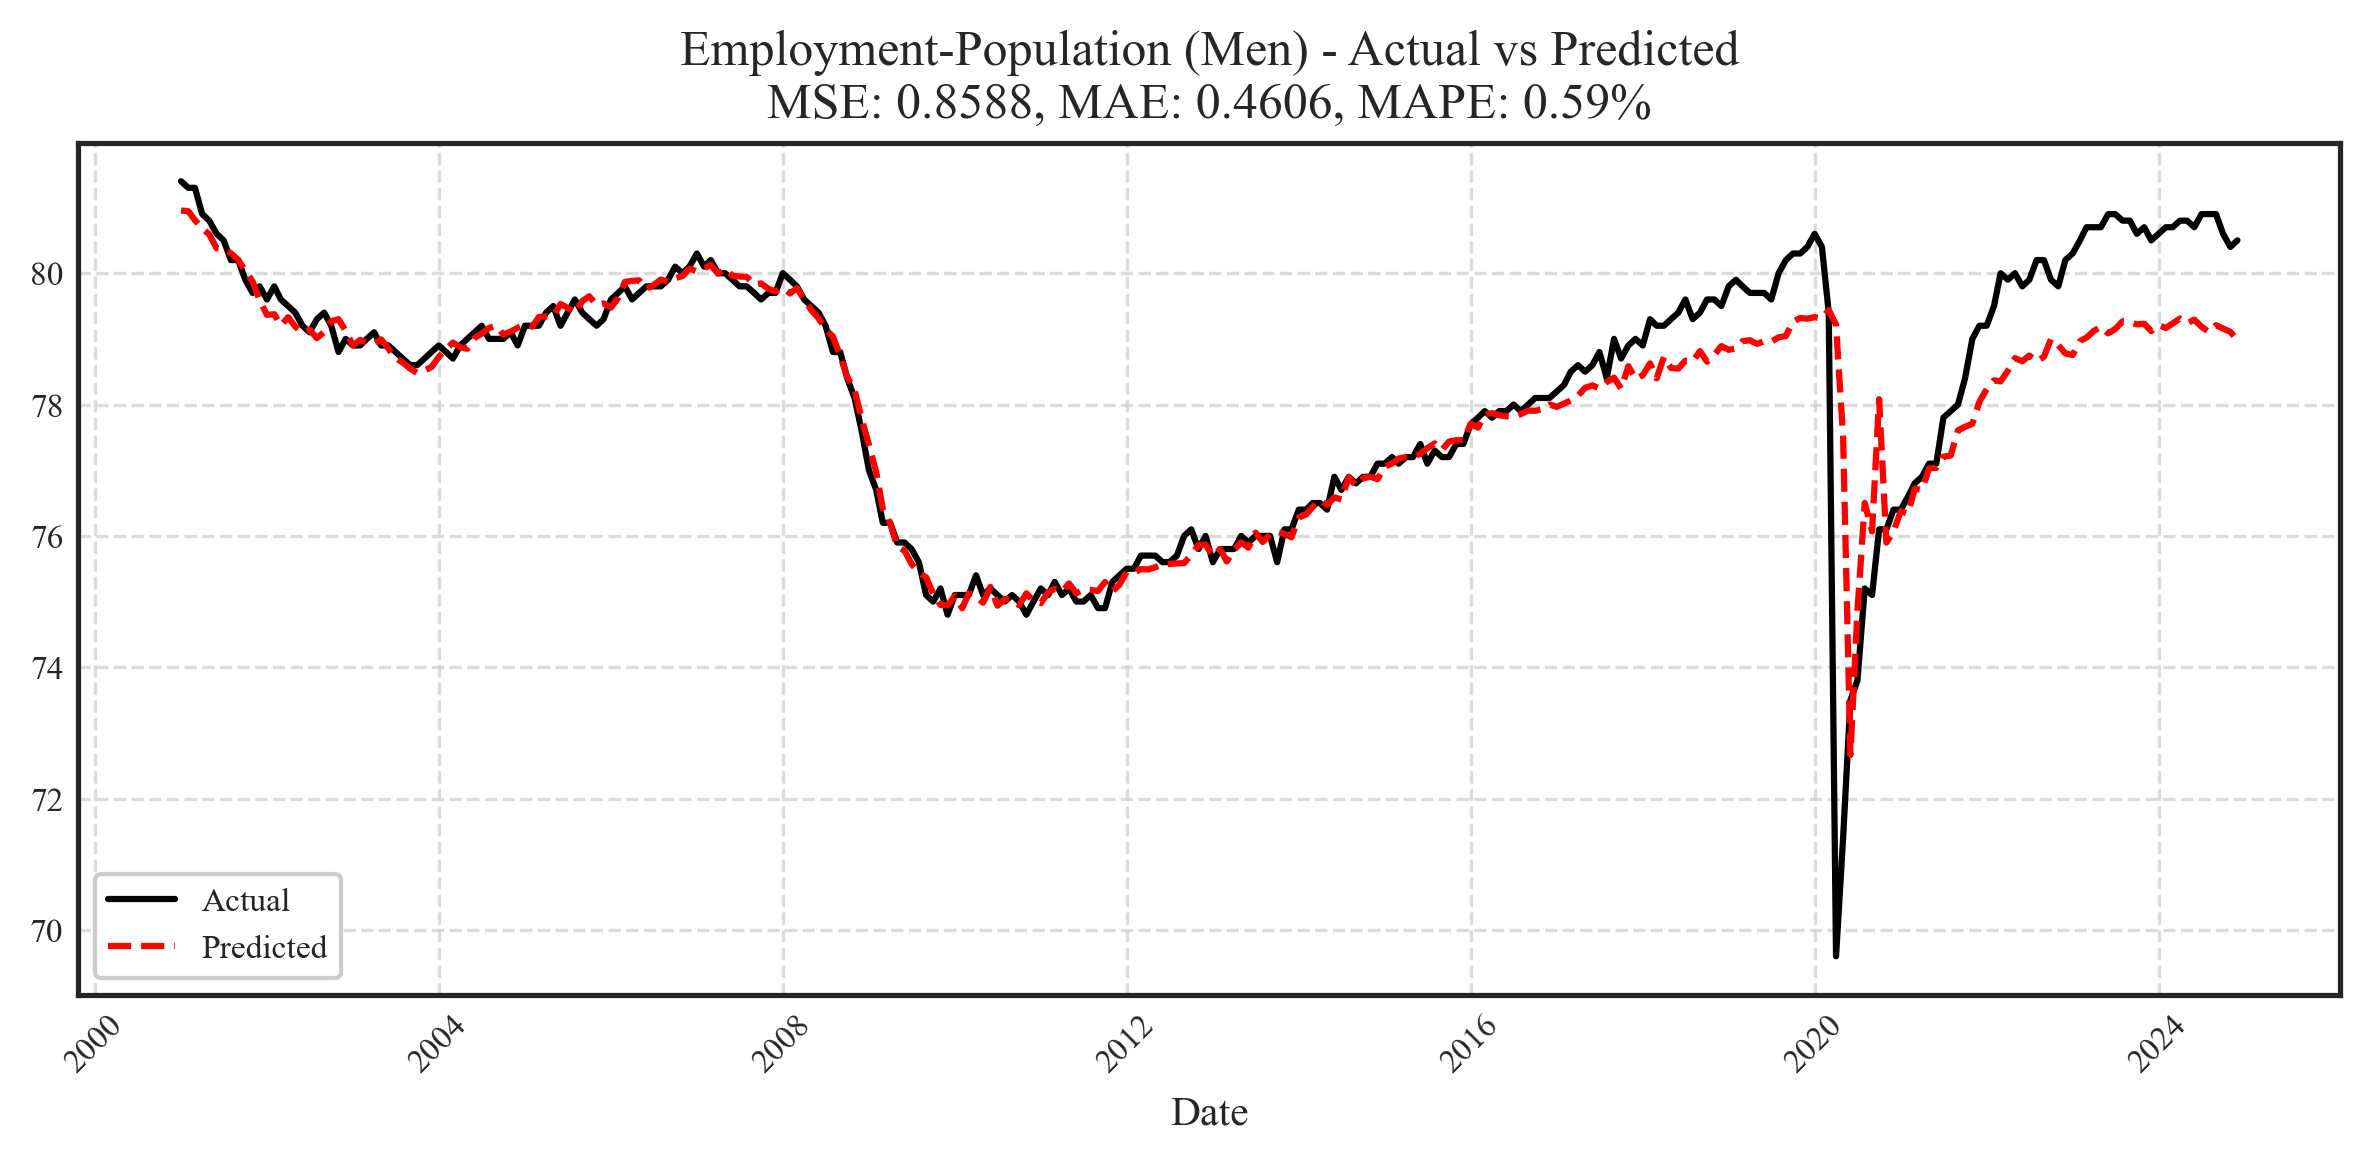 Employment-Population (Men) - Actual vs Predicted
MSE: 0.8588, MAE: 0.4606, MAPE: 0.59%
80
78
76
74
72
70
Actual
Predicted
2000
2004
2008
2012
2016
2020
2024
Date